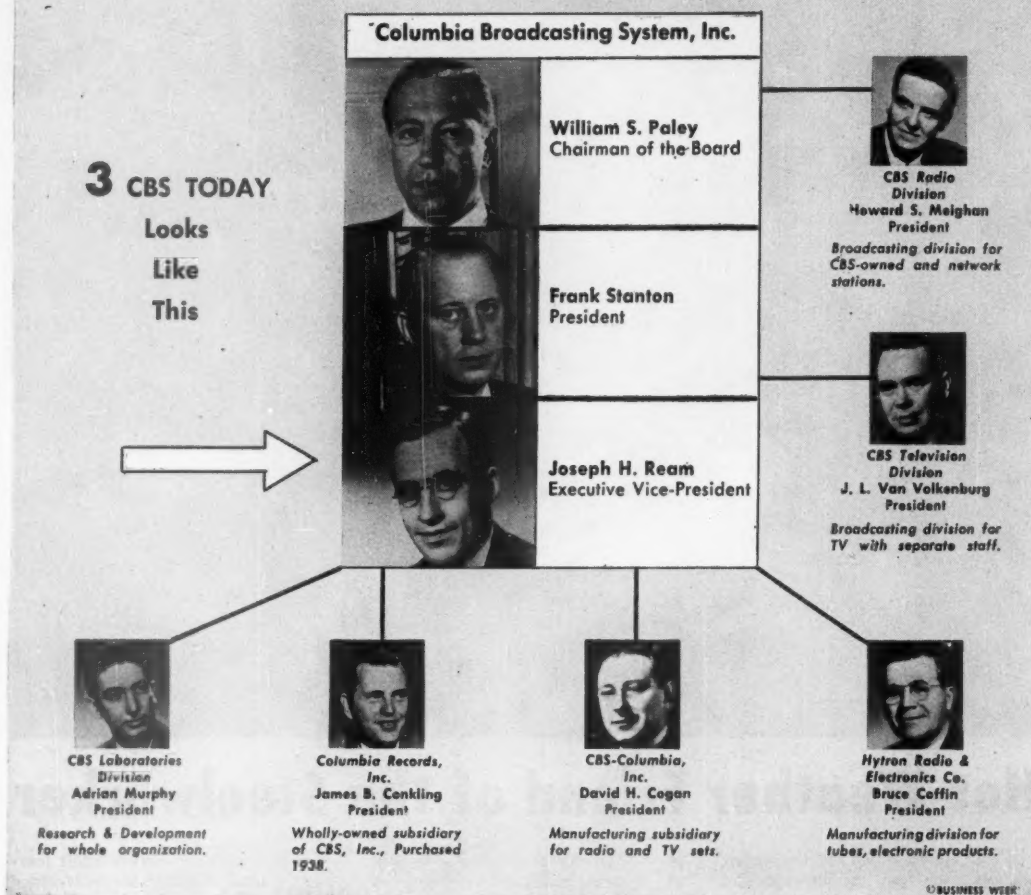 Columbia Broadcasting System, Inc.
3 CBS TODAY
Looks
Like
This
William S. Paley
Chairman of the Board
Frank Stanton
President
Joseph H. Ream
Executive Vice-President
CBS Radio
Division
Howard S. Meighan
President
Broadcasting division for
CBS-owned and network
stations.
CBS Television
Division
J. L. Van Volkenburg
President
Broadcasting division for
TV with separate staff.
CBS Laboratories
Division
Adrian Murphy
President
Research & Development
for whole organization.
Columbia Records,
Inc.
James B. Conkling
President
Wholly-owned subsidiary
of CBS, Inc., Purchased
1938.
CBS-Columbia,
Inc.
David H. Cogan
President
Manufacturing subsidiary
for radio and TV sets.
Hytron Radio &
Electronics Co.
Bruce Coffin
President
Manufacturing division for
tubes, electronic products.
©BUSINESS WEEK